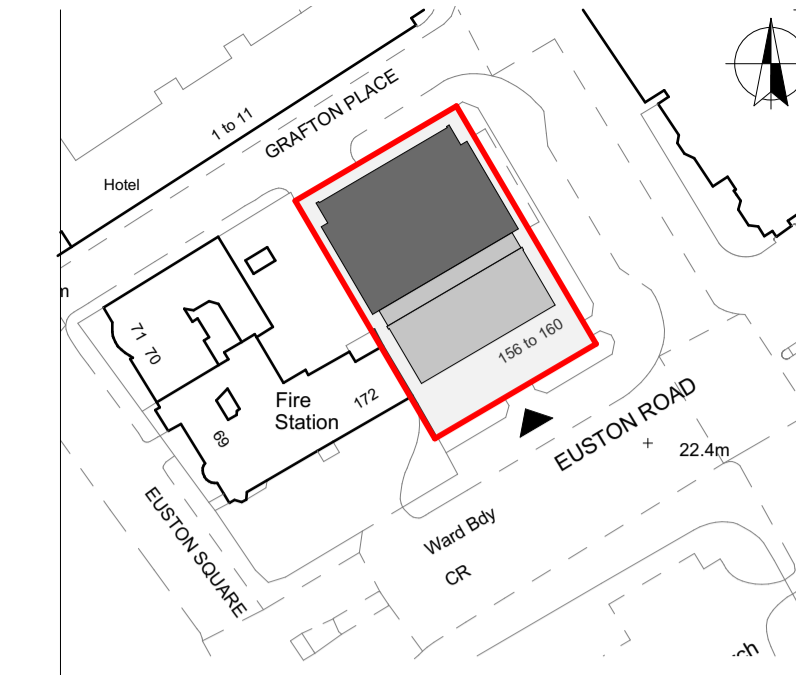 GRAFTON PLACE
1 to 11
Hotel
m
71
70
156 to 160
Fire
Station
172
69
EUSTON ROAD
22.4m
EUSTON SQUARE
Ward Bdy
CR
ch